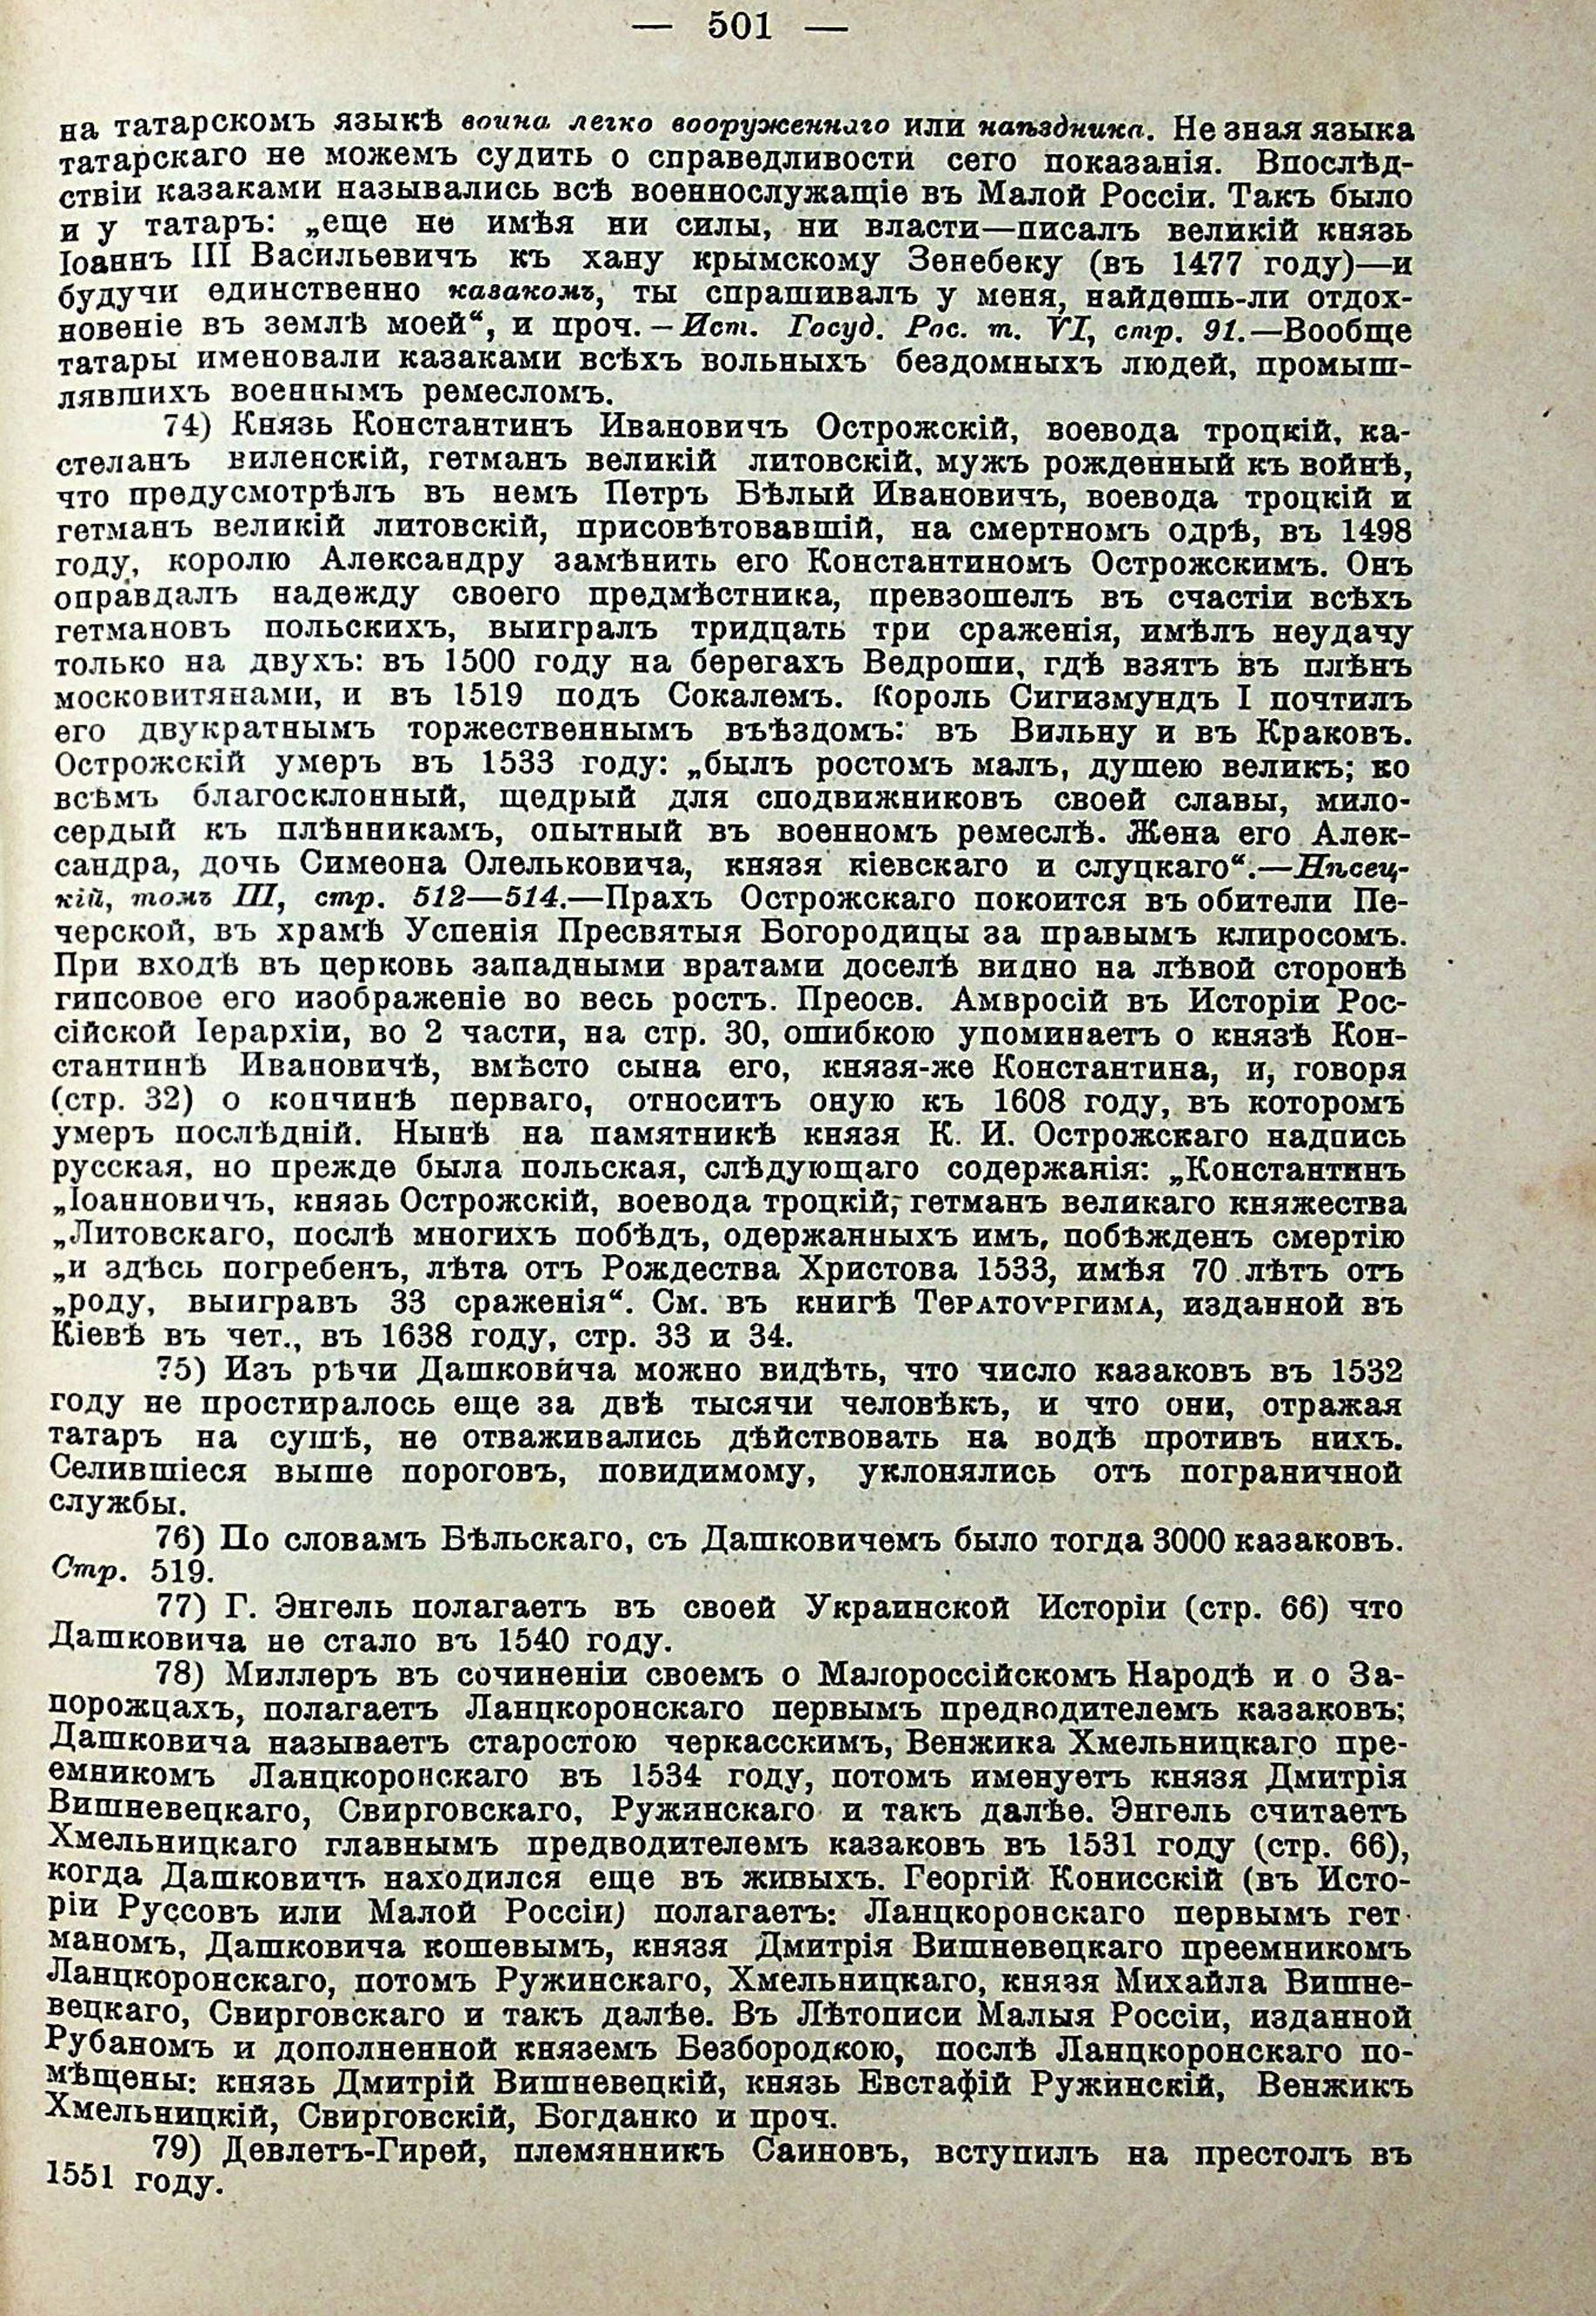 — 501 —
на татарскомъ языкѣ воина легко вооруженнаго или наѣздника. Не зная языка
татарскаго не можемъ судить о справедливости сего показанія. Впослѣд-
ствіи казаками назывались всѣ военнослужащіе въ Малой Россіи. Такъ было
и у татаръ: „еще не имѣя ни силы, ни власти—писалъ великій князь
Іоаннъ III Васильевичъ къ хану крымскому Зенебеку (въ 1477 году)—и
будучи единственно казакомъ, ты спрашивалъ у меня, найдешь-ли отдох-
новеніе въ землѣ моей“, и проч.—Ист. Госуд. Рос. т. VI, стр. 91.—Вообще
татары именовали казаками всѣхъ вольныхъ бездомныхъ людей, промыш-
лявшихъ военнымъ ремесломъ.
74) Князь Константинъ Ивановичъ Острожскій, воевода троцкій, ка-
стеланъ виленскій, гетманъ великій литовскій, мужъ рожденный къ войнѣ,
что предусмотрѣлъ въ немъ Петръ Бѣлый Ивановичъ, воевода троцкій и
гетманъ великій литовскій, присовѣтовавшій, на смертномъ одрѣ, въ 1498
году, королю Александру замѣнить его Константиномъ Острожскимъ. Онъ
оправдалъ надежду своего предмѣстника, превзошелъ въ счастіи всѣхъ
гетмановъ польскихъ, выигралъ тридцать три сраженія, имѣлъ неудачу
только на двухъ: въ 1500 году на берегахъ Ведроши, гдѣ взятъ въ плѣнъ
московитянами, и въ 1519 подъ Сокалемъ. Король Сигизмундъ I почтилъ
его двукратнымъ торжественнымъ въѣздомъ: въ Вильну и въ Краковъ.
Острожскій умеръ въ 1533 году: „былъ ростомъ малъ, душею великъ; ко
всѣмъ благосклонный, щедрый для сподвижниковъ своей славы, мило-
сердый къ плѣнникамъ, опытный въ военномъ ремеслѣ. Жена его Алек-
сандра, дочь Симеона Олельковича, князя кіевскаго и слуцкаго“.—Нѣсец-
кій, томъ III, стр. 512—514.—Прахъ Острожскаго покоится въ обители Пе-
черской, въ храмѣ Успенія Пресвятыя Богородицы за правымъ клиросомъ.
При входѣ въ церковь западными вратами доселѣ видно на лѣвой сторонѣ
гипсовое его изображеніе во весь ростъ. Преосв. Амвросій въ Исторіи Рос-
сійской Іерархіи, во 2 части, на стр. 30, ошибкою упоминаетъ о князѣ Кон-
стантинѣ Ивановичѣ, вмѣсто сына его, князя-же Константина, и, говоря
(стр. 32) о кончинѣ перваго, относитъ оную къ 1608 году, въ которомъ
умеръ послѣдній. Нынѣ на памятникѣ князя К. И. Острожскаго надпись
русская, но прежде была польская, слѣдующаго содержанія: „Константинъ
„Іоанновичъ, князь Острожскій, воевода троцкій, гетманъ великаго княжества
„Литовскаго, послѣ многихъ побѣдъ, одержанныхъ имъ, побѣжденъ смертію
„и здѣсь погребенъ, лѣта отъ Рождества Христова 1533, имѣя 70 лѣтъ отъ
„роду, выигравъ 33 сраженія“. См. въ книгѣ Тератоѵргима, изданной въ
Кіевѣ въ чет., въ 1638 году, стр. 33 и 34.
75) Изъ рѣчи Дашковича можно видѣть, что число казаковъ въ 1532
году не простиралось еще за двѣ тысячи человѣкъ, и что они, отражая
татаръ на сушѣ, не отваживались дѣйствовать на водѣ противъ нихъ.
Селившіеся выше пороговъ, повидимому, уклонялись отъ пограничной
службы.
76) По словамъ Бѣльскаго, съ Дашковичемъ было тогда 3000 казаковъ.
Стр. 519.
77) Г. Энгель полагаетъ въ своей Украинской Исторіи (стр. 66) что
Дашковича не стало въ 1540 году.
78) Миллеръ въ сочиненіи своемъ о Малороссійскомъ Народѣ и о За-
порожцахъ, полагаетъ Ланцкоронскаго первымъ предводителемъ казаковъ;
Дашковича называетъ старостою черкасскимъ, Венжика Хмельницкаго пре-
емникомъ Ланцкоронскаго въ 1534 году, потомъ именуетъ князя Дмитрія
Вишневецкаго, Свирговскаго, Ружинскаго и такъ далѣе. Энгель считаетъ
Хмельницкаго главнымъ предводителемъ казаковъ въ 1531 году (стр. 66),
когда Дашковичъ находился еще въ живыхъ. Георгій Конисскій (въ Исто-
ріи Руссовъ или Малой Россіи) полагаетъ: Ланцкоронскаго первымъ гет-
маномъ, Дашковича кошевымъ, князя Дмитрія Вишневецкаго преемникомъ
Ланцкоронскаго, потомъ Ружинскаго, Хмельницкаго, князя Михайла Вишне-
вецкаго, Свирговскаго и такъ далѣе. Въ Лѣтописи Малыя Россіи, изданной
Рубаномъ и дополненной княземъ Безбородкою, послѣ Ланцкоронскаго по-
мѣщены: князь Дмитрій Вишневецкій, князь Евстафій Ружинскій, Венжикъ
Хмельницкій, Свирговскій, Богданко и проч.
79) Девлетъ-Гирей, племянникъ Саиновъ, вступилъ на престолъ въ
1551 году.